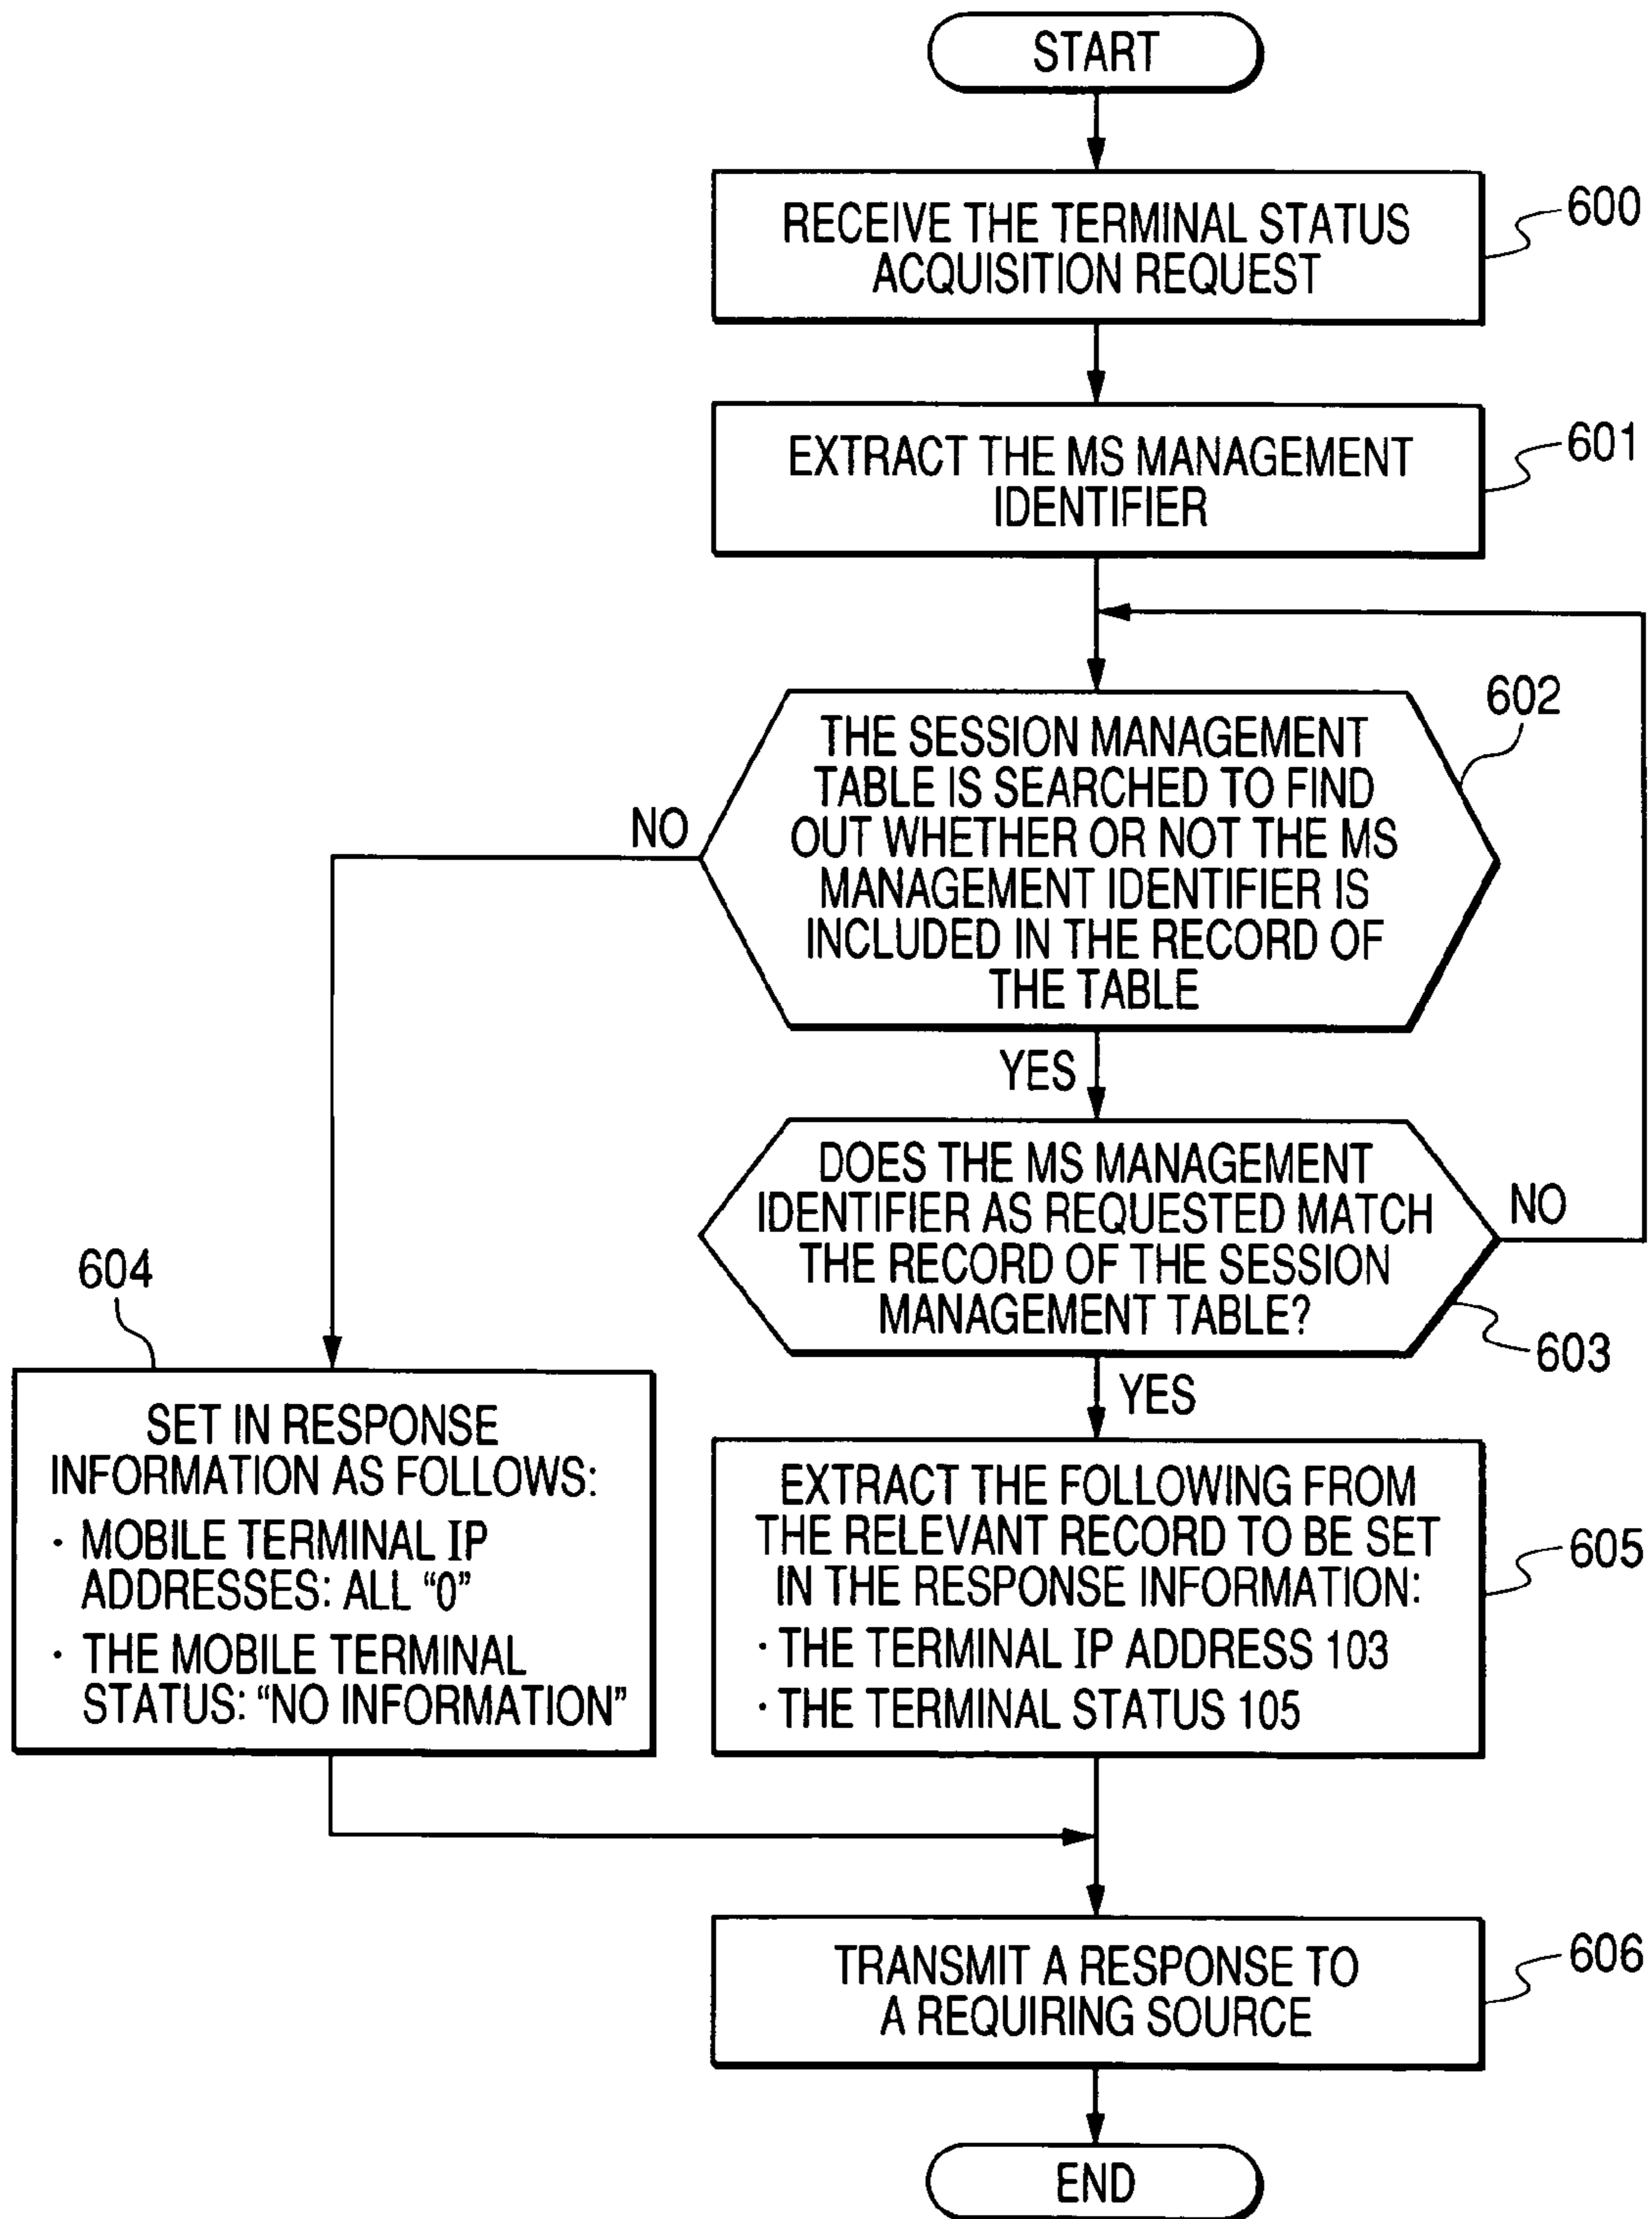 START
RECEIVE THE TERMINAL STATUS
ACQUISITION REQUEST
600
EXTRACT THE MS MANAGEMENT
IDENTIFIER
601
THE SESSION MANAGEMENT
TABLE IS SEARCHED TO FIND
OUT WHETHER OR NOT THE MS
MANAGEMENT IDENTIFIER IS
INCLUDED IN THE RECORD OF
THE TABLE
602
NO
YES
DOES THE MS MANAGEMENT
IDENTIFIER AS REQUESTED MATCH
THE RECORD OF THE SESSION
MANAGEMENT TABLE?
NO
603
YES
604
SET IN RESPONSE
INFORMATION AS FOLLOWS:
· MOBILE TERMINAL IP
ADDRESSES: ALL “0”
· THE MOBILE TERMINAL
STATUS: “NO INFORMATION”
EXTRACT THE FOLLOWING FROM
THE RELEVANT RECORD TO BE SET
IN THE RESPONSE INFORMATION:
· THE TERMINAL IP ADDRESS 103
· THE TERMINAL STATUS 105
605
TRANSMIT A RESPONSE TO
A REQUIRING SOURCE
606
END